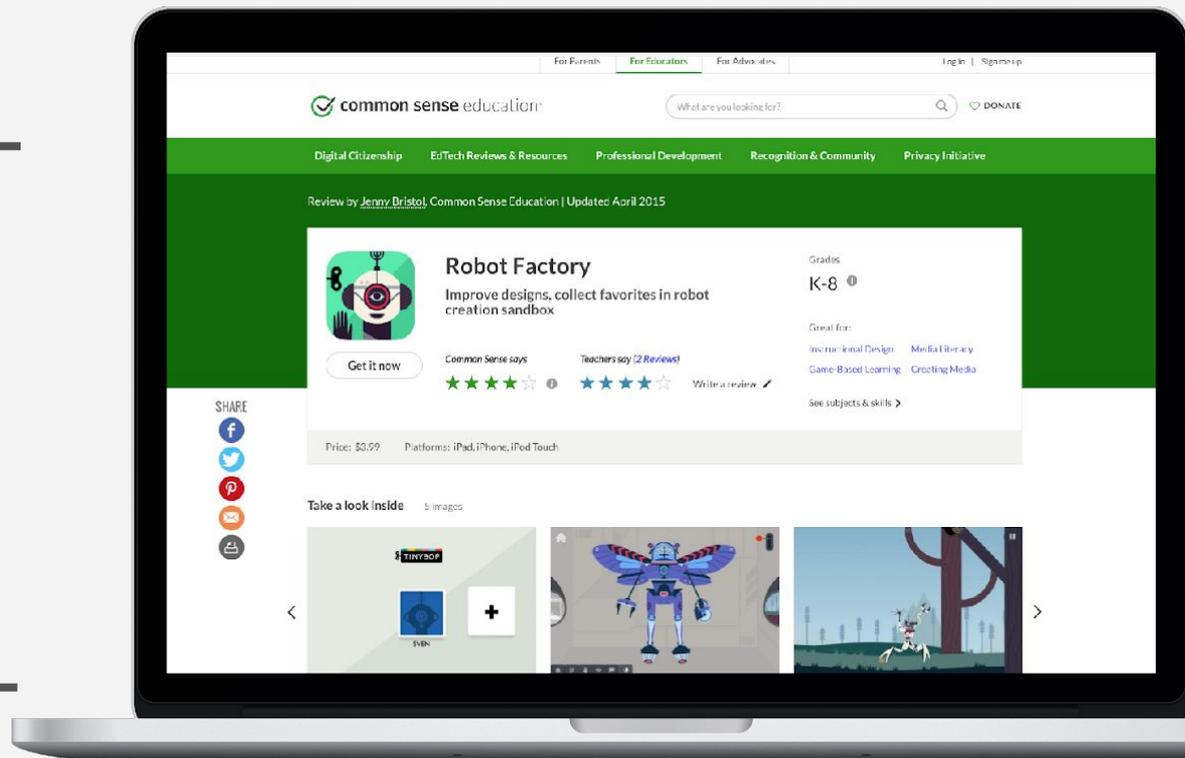 For Parents For Educators For Advocates Log in | Sign me up
common sense education
What are you looking for? DONATE
Digital Citizenship EdTech Reviews & Resources Professional Development Recognition & Community Privacy Initiative
Review by Jenny Bristol, Common Sense Education | Updated April 2015
Robot Factory
Improve designs, collect favorites in robot
creation sandbox
Get it now
Common Sense says Teachers say (2 Reviews)
Write a review
Grades
K-8
Great for:
Instructional Design Media Literacy
Game-Based Learning Creating Media
See subjects & skills
Price: $3.99 Platforms: iPad, iPhone, iPod Touch
SHARE
Take a look inside 5 images
TINYBOP
SVEN